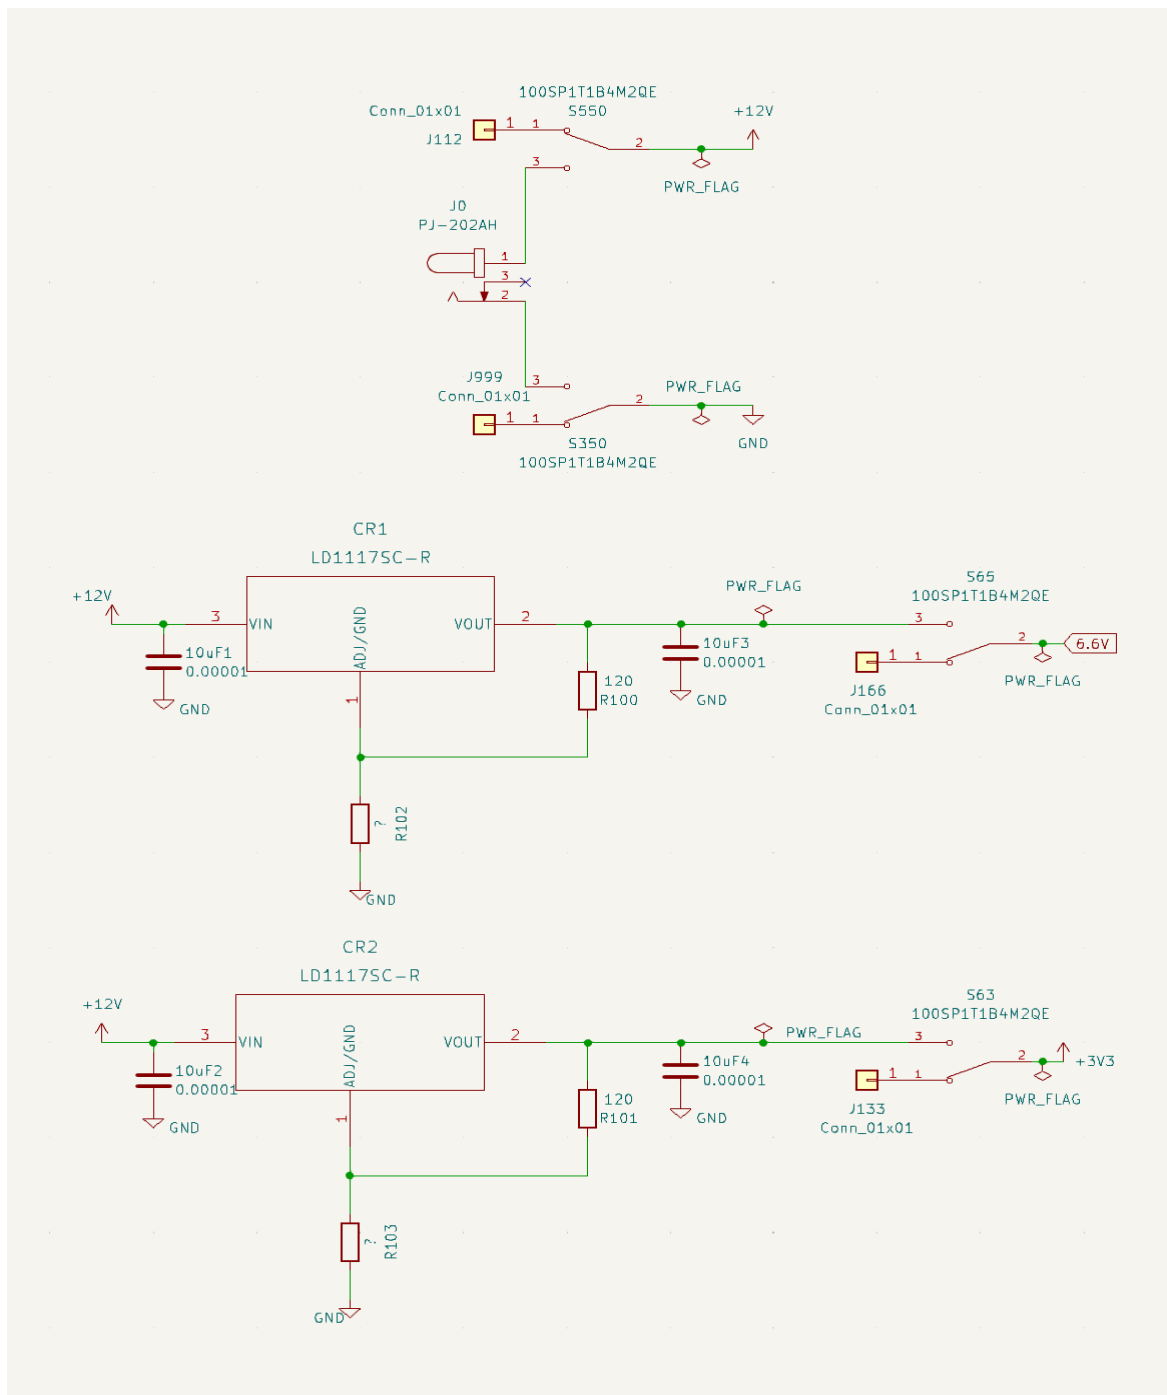 100SP1T1B4M2QE
S550
Conn_01x01
J112
1
1
2
3
+12V
PWR_FLAG
J0
PJ-202AH
1
3
2
J999
Conn_01x01
3
1
1
2
PWR_FLAG
GND
S350
100SP1T1B4M2QE
CR1
LD1117SC-R
+12V
3
VIN
ADJ/GND
VOUT
2
1
10uF1
0.00001
GND
120
R100
10uF3
0.00001
GND
PWR_FLAG
S65
100SP1T1B4M2QE
3
2
1
1
6.6V
PWR_FLAG
J166
Conn_01x01
?
R102
GND
CR2
LD1117SC-R
+12V
3
VIN
ADJ/GND
VOUT
2
1
10uF2
0.00001
GND
120
R101
10uF4
0.00001
GND
PWR_FLAG
S63
100SP1T1B4M2QE
3
2
1
1
+3V3
PWR_FLAG
J133
Conn_01x01
?
R103
GND